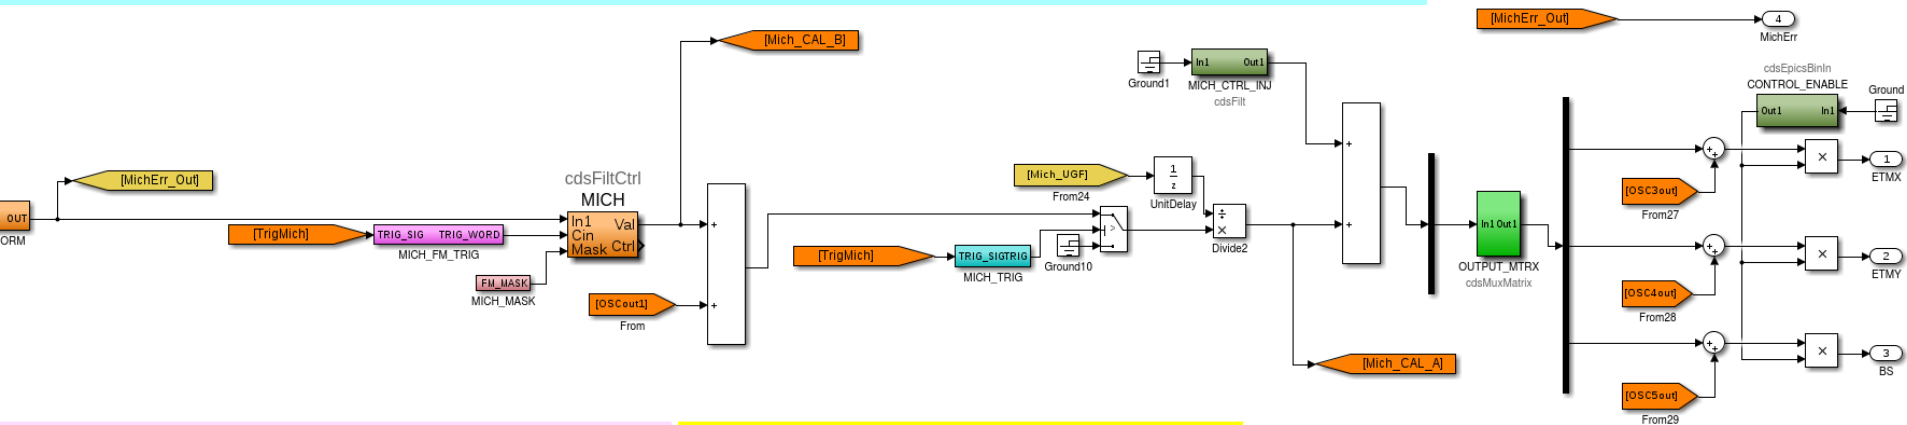 OUT
ORM
[MichErr_Out]
[TrigMich]
TRIG_SIG TRIG_WORD
MICH_FM_TRIG
FM_MASK
MICH_MASK
cdsFiltCtrl
MICH
In1 Val
Cin
Mask Ctrl
[OSCout1]
From
+
+
[Mich_CAL_B]
[TrigMich]
TRIG_SIGTRIG
MICH_TRIG
[Mich_UGF]
From24
1
z
UnitDelay
Ground10
>
÷
×
Divide2
Ground1
In1 Out1
MICH_CTRL_INJ
cdsFilt
+
+
[Mich_CAL_A]
In1 Out1
OUTPUT_MTRX
cdsMuxMatrix
[MichErr_Out]
4
MichErr
cdsEpicsBinIn
CONTROL_ENABLE
Out1 In1
Ground
+
+
×
1
ETMX
[OSC3out]
From27
+
+
×
2
ETMY
[OSC4out]
From28
+
+
×
3
BS
[OSC5out]
From29